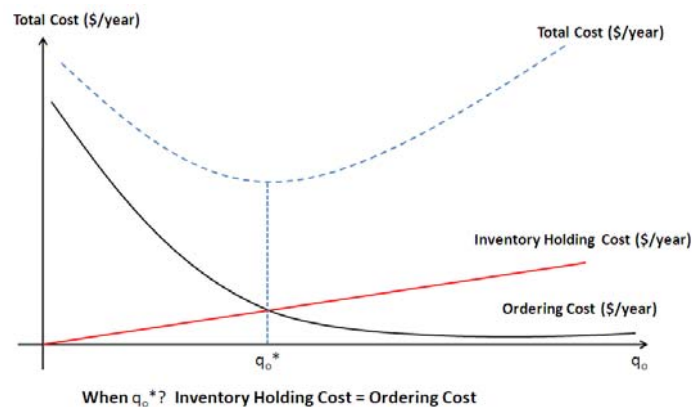 Total Cost ($/year)
Total Cost ($/year)
Inventory Holding Cost ($/year)
Ordering Cost ($/year)
qₒ*
qₒ
When qₒ*? Inventory Holding Cost = Ordering Cost